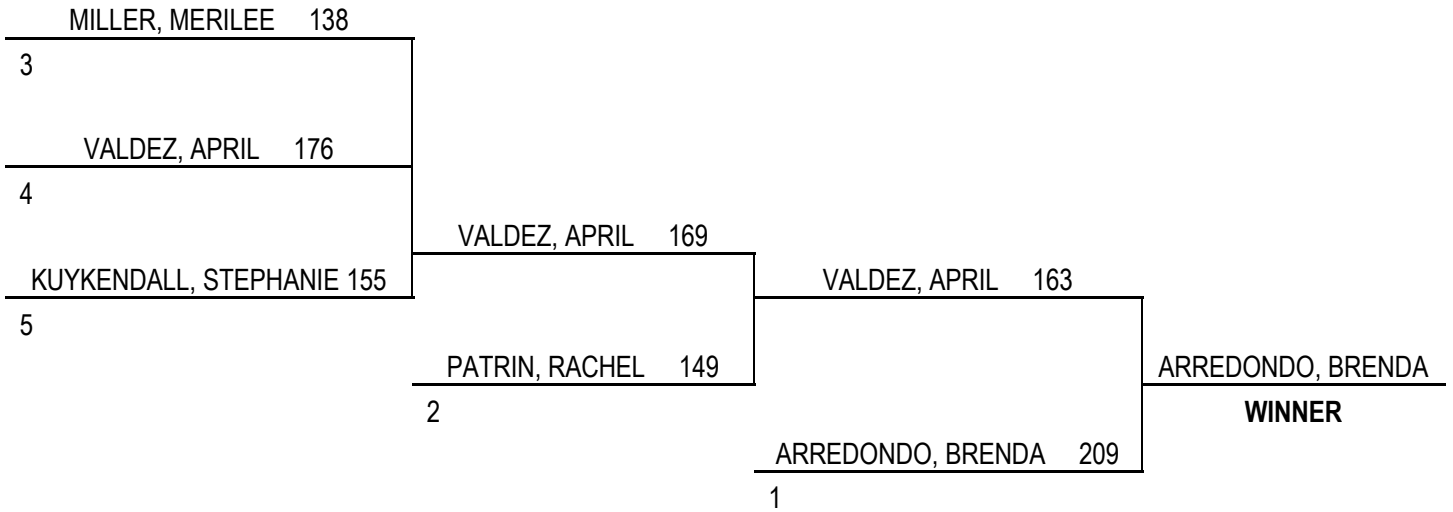 MILLER, MERILEE 138
3
VALDEZ, APRIL 176
4
VALDEZ, APRIL 169
KUYKENDALL, STEPHANIE 155
VALDEZ, APRIL 163
5
PATRIN, RACHEL 149
ARREDONDO, BRENDA
2
WINNER
ARREDONDO, BRENDA 209
1